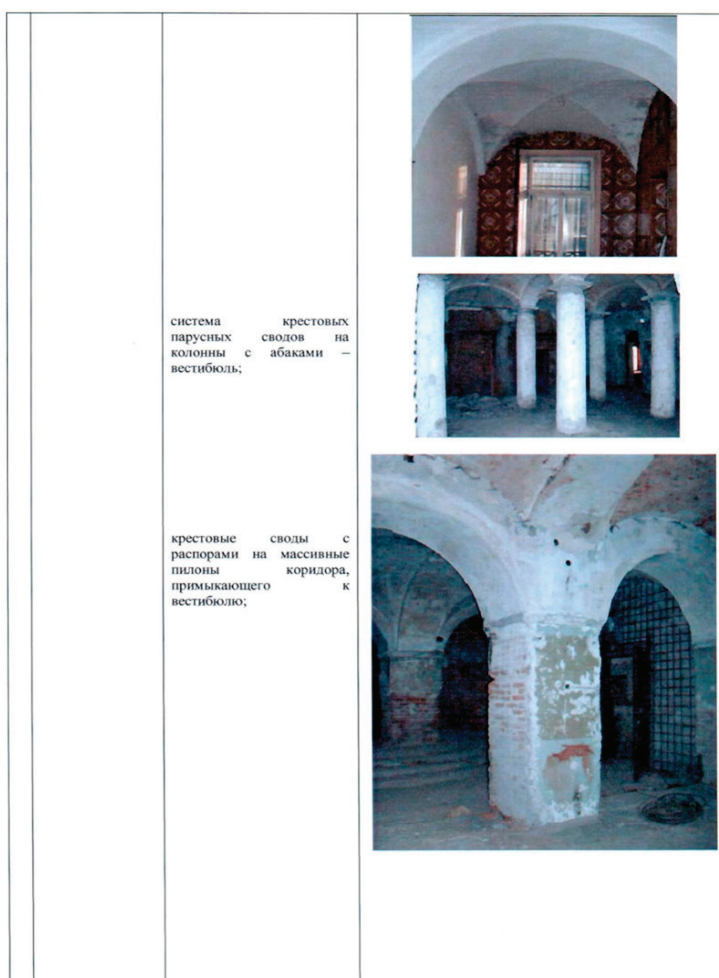 система крестовых
парусных сводов на
колонны с абаками –
вестибюль;
крестовые своды с
распорами на массивные
пилоны коридора,
примыкающего к
вестибюлю;